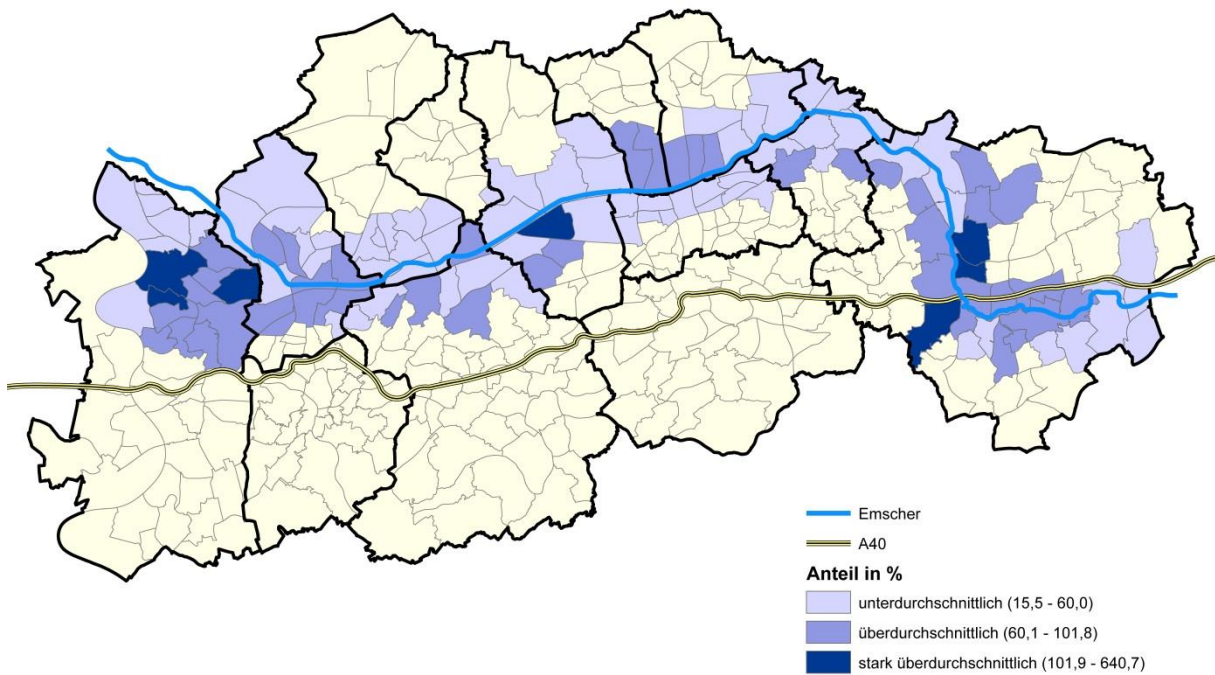 Emscher
A40
Anteil in %
unterdurchschnittlich (15,5 - 60,0)
überdurchschnittlich (60,1 - 101,8)
stark überdurchschnittlich (101,9 - 640,7)